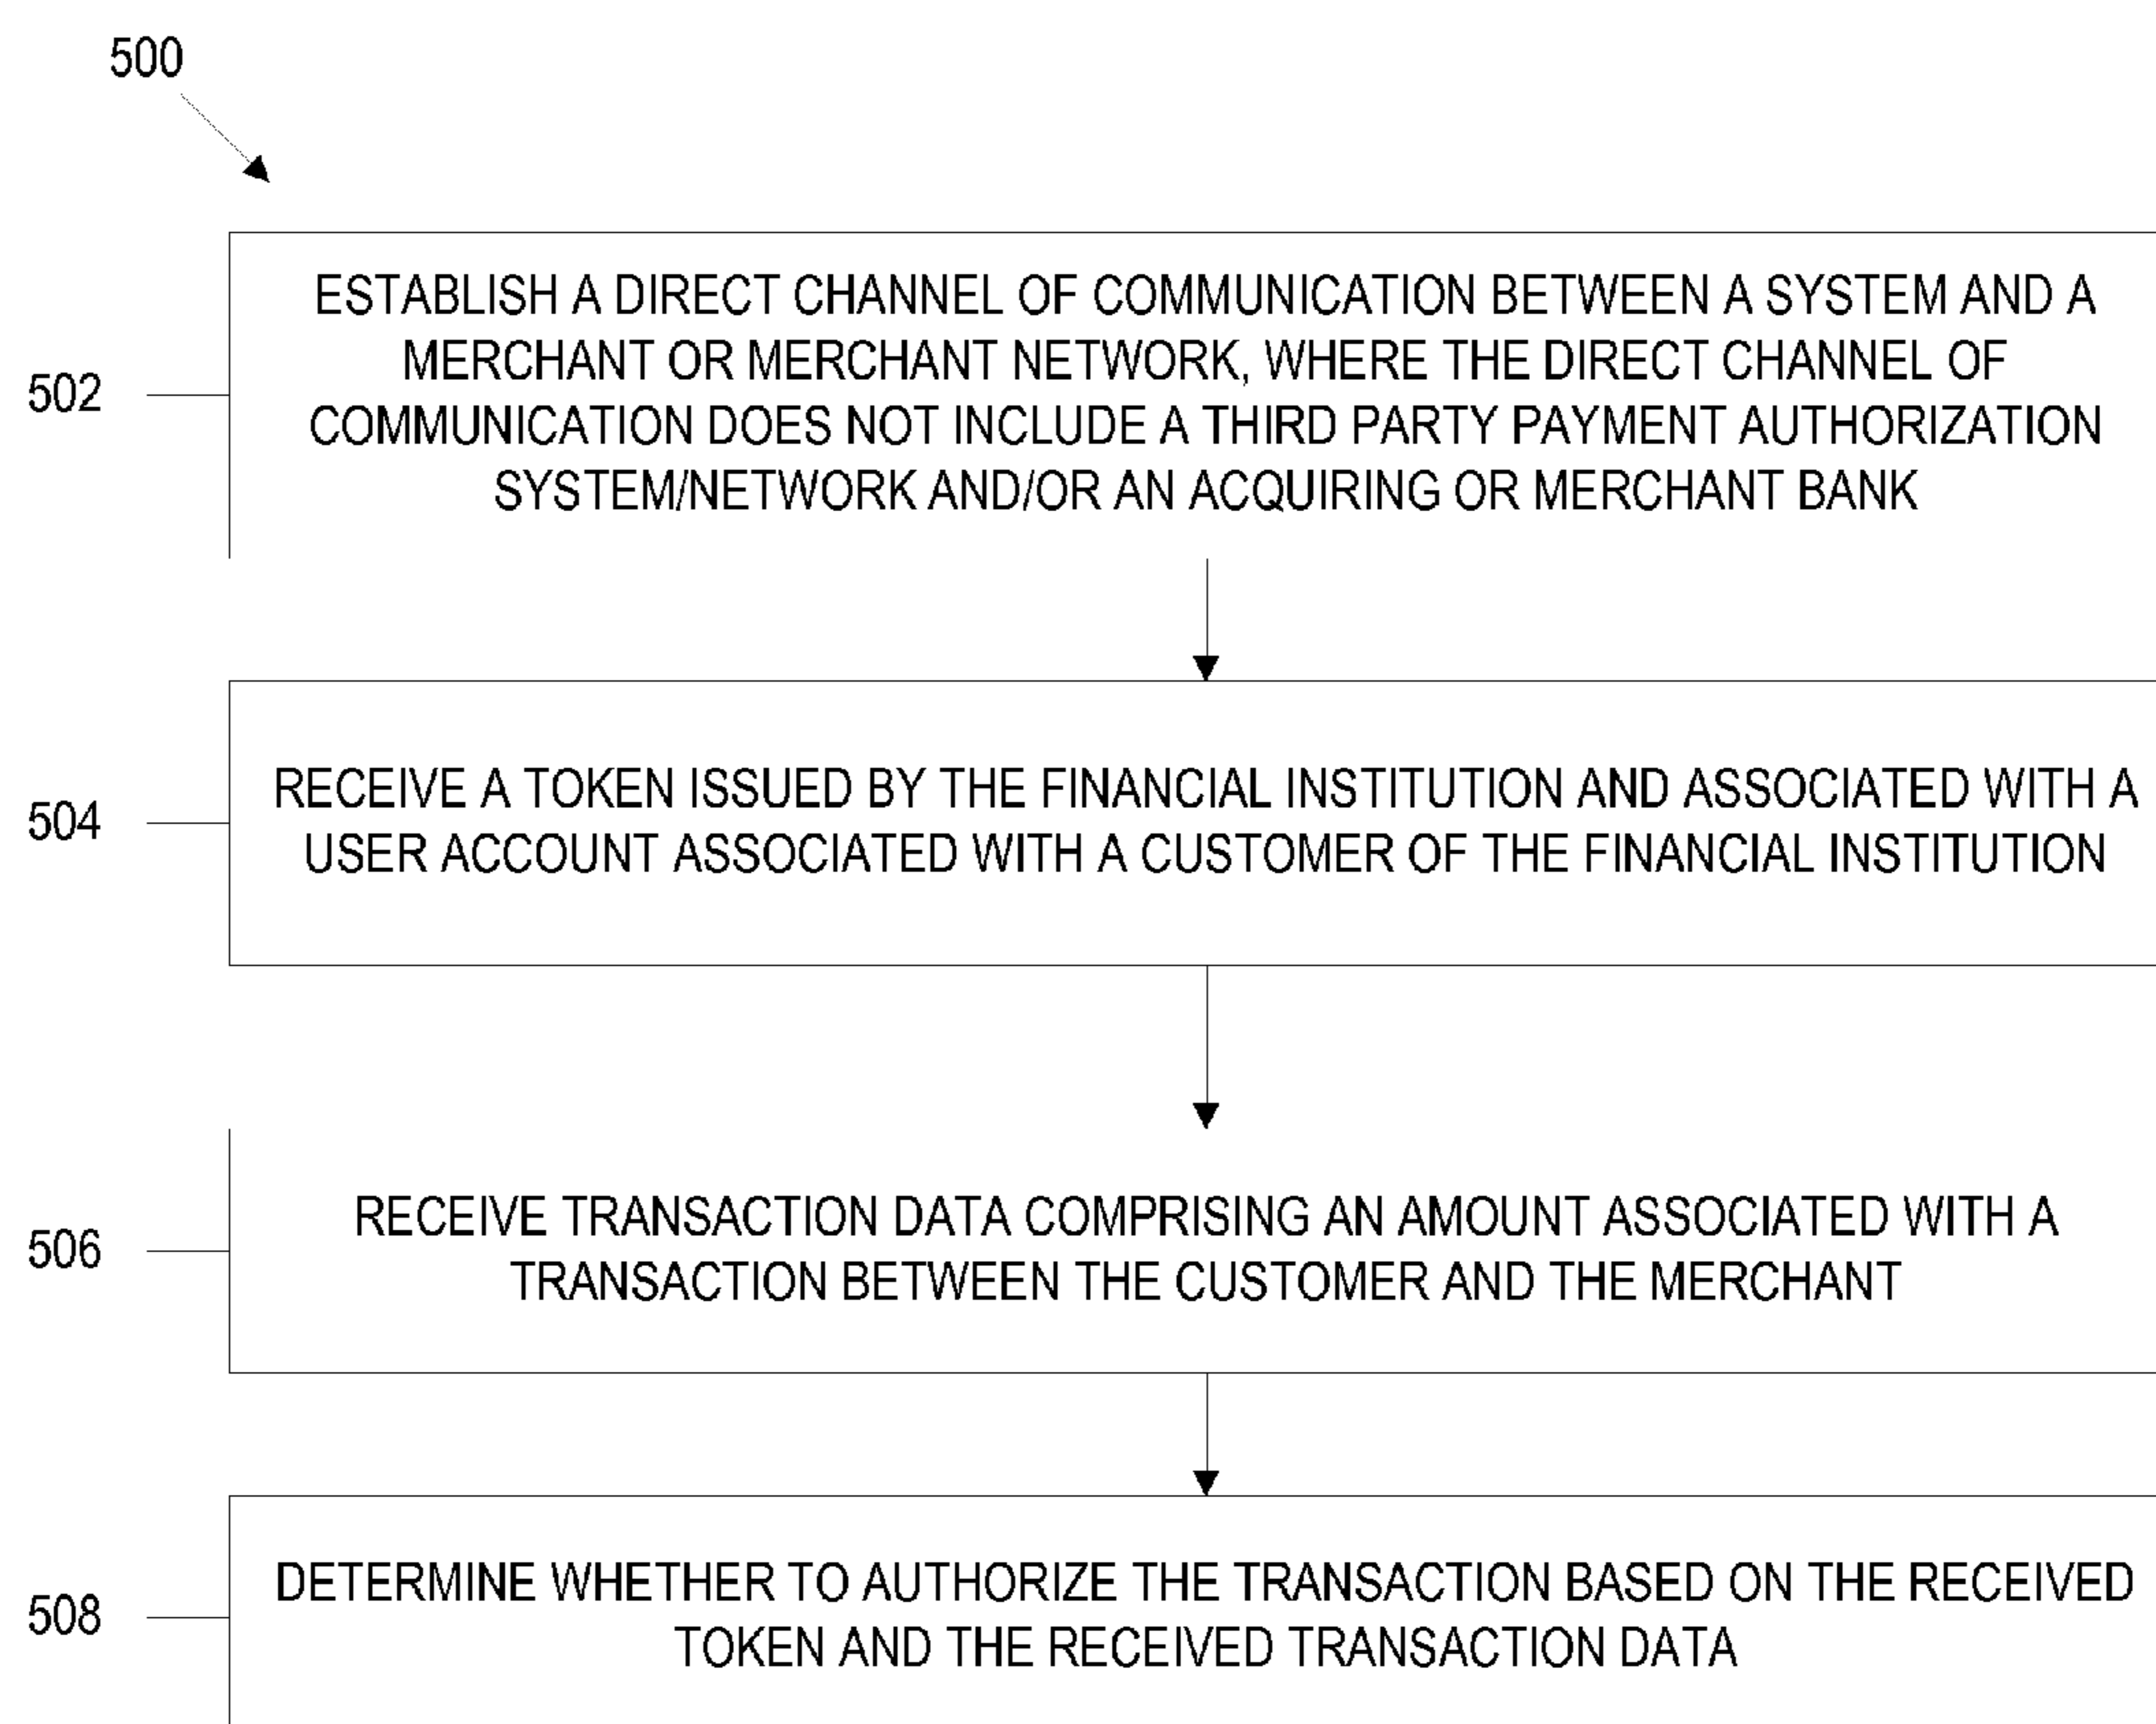 500
502
ESTABLISH A DIRECT CHANNEL OF COMMUNICATION BETWEEN A SYSTEM AND A
MERCHANT OR MERCHANT NETWORK, WHERE THE DIRECT CHANNEL OF
COMMUNICATION DOES NOT INCLUDE A THIRD PARTY PAYMENT AUTHORIZATION
SYSTEM/NETWORK AND/OR AN ACQUIRING OR MERCHANT BANK
504
RECEIVE A TOKEN ISSUED BY THE FINANCIAL INSTITUTION AND ASSOCIATED WITH A
USER ACCOUNT ASSOCIATED WITH A CUSTOMER OF THE FINANCIAL INSTITUTION
506
RECEIVE TRANSACTION DATA COMPRISING AN AMOUNT ASSOCIATED WITH A
TRANSACTION BETWEEN THE CUSTOMER AND THE MERCHANT
508
DETERMINE WHETHER TO AUTHORIZE THE TRANSACTION BASED ON THE RECEIVED
TOKEN AND THE RECEIVED TRANSACTION DATA